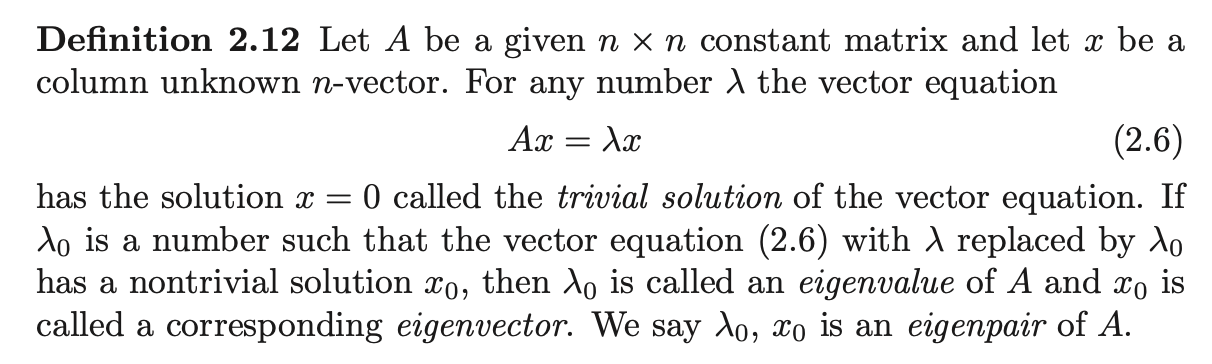 Definition 2.12 Let A be a given n × n constant matrix and let x be a
column unknown n-vector. For any number λ the vector equation
Ax = λx (2.6)
has the solution x = 0 called the trivial solution of the vector equation. If
λ₀ is a number such that the vector equation (2.6) with λ replaced by λ₀
has a nontrivial solution x₀, then λ₀ is called an eigenvalue of A and x₀ is
called a corresponding eigenvector. We say λ₀, x₀ is an eigenpair of A.